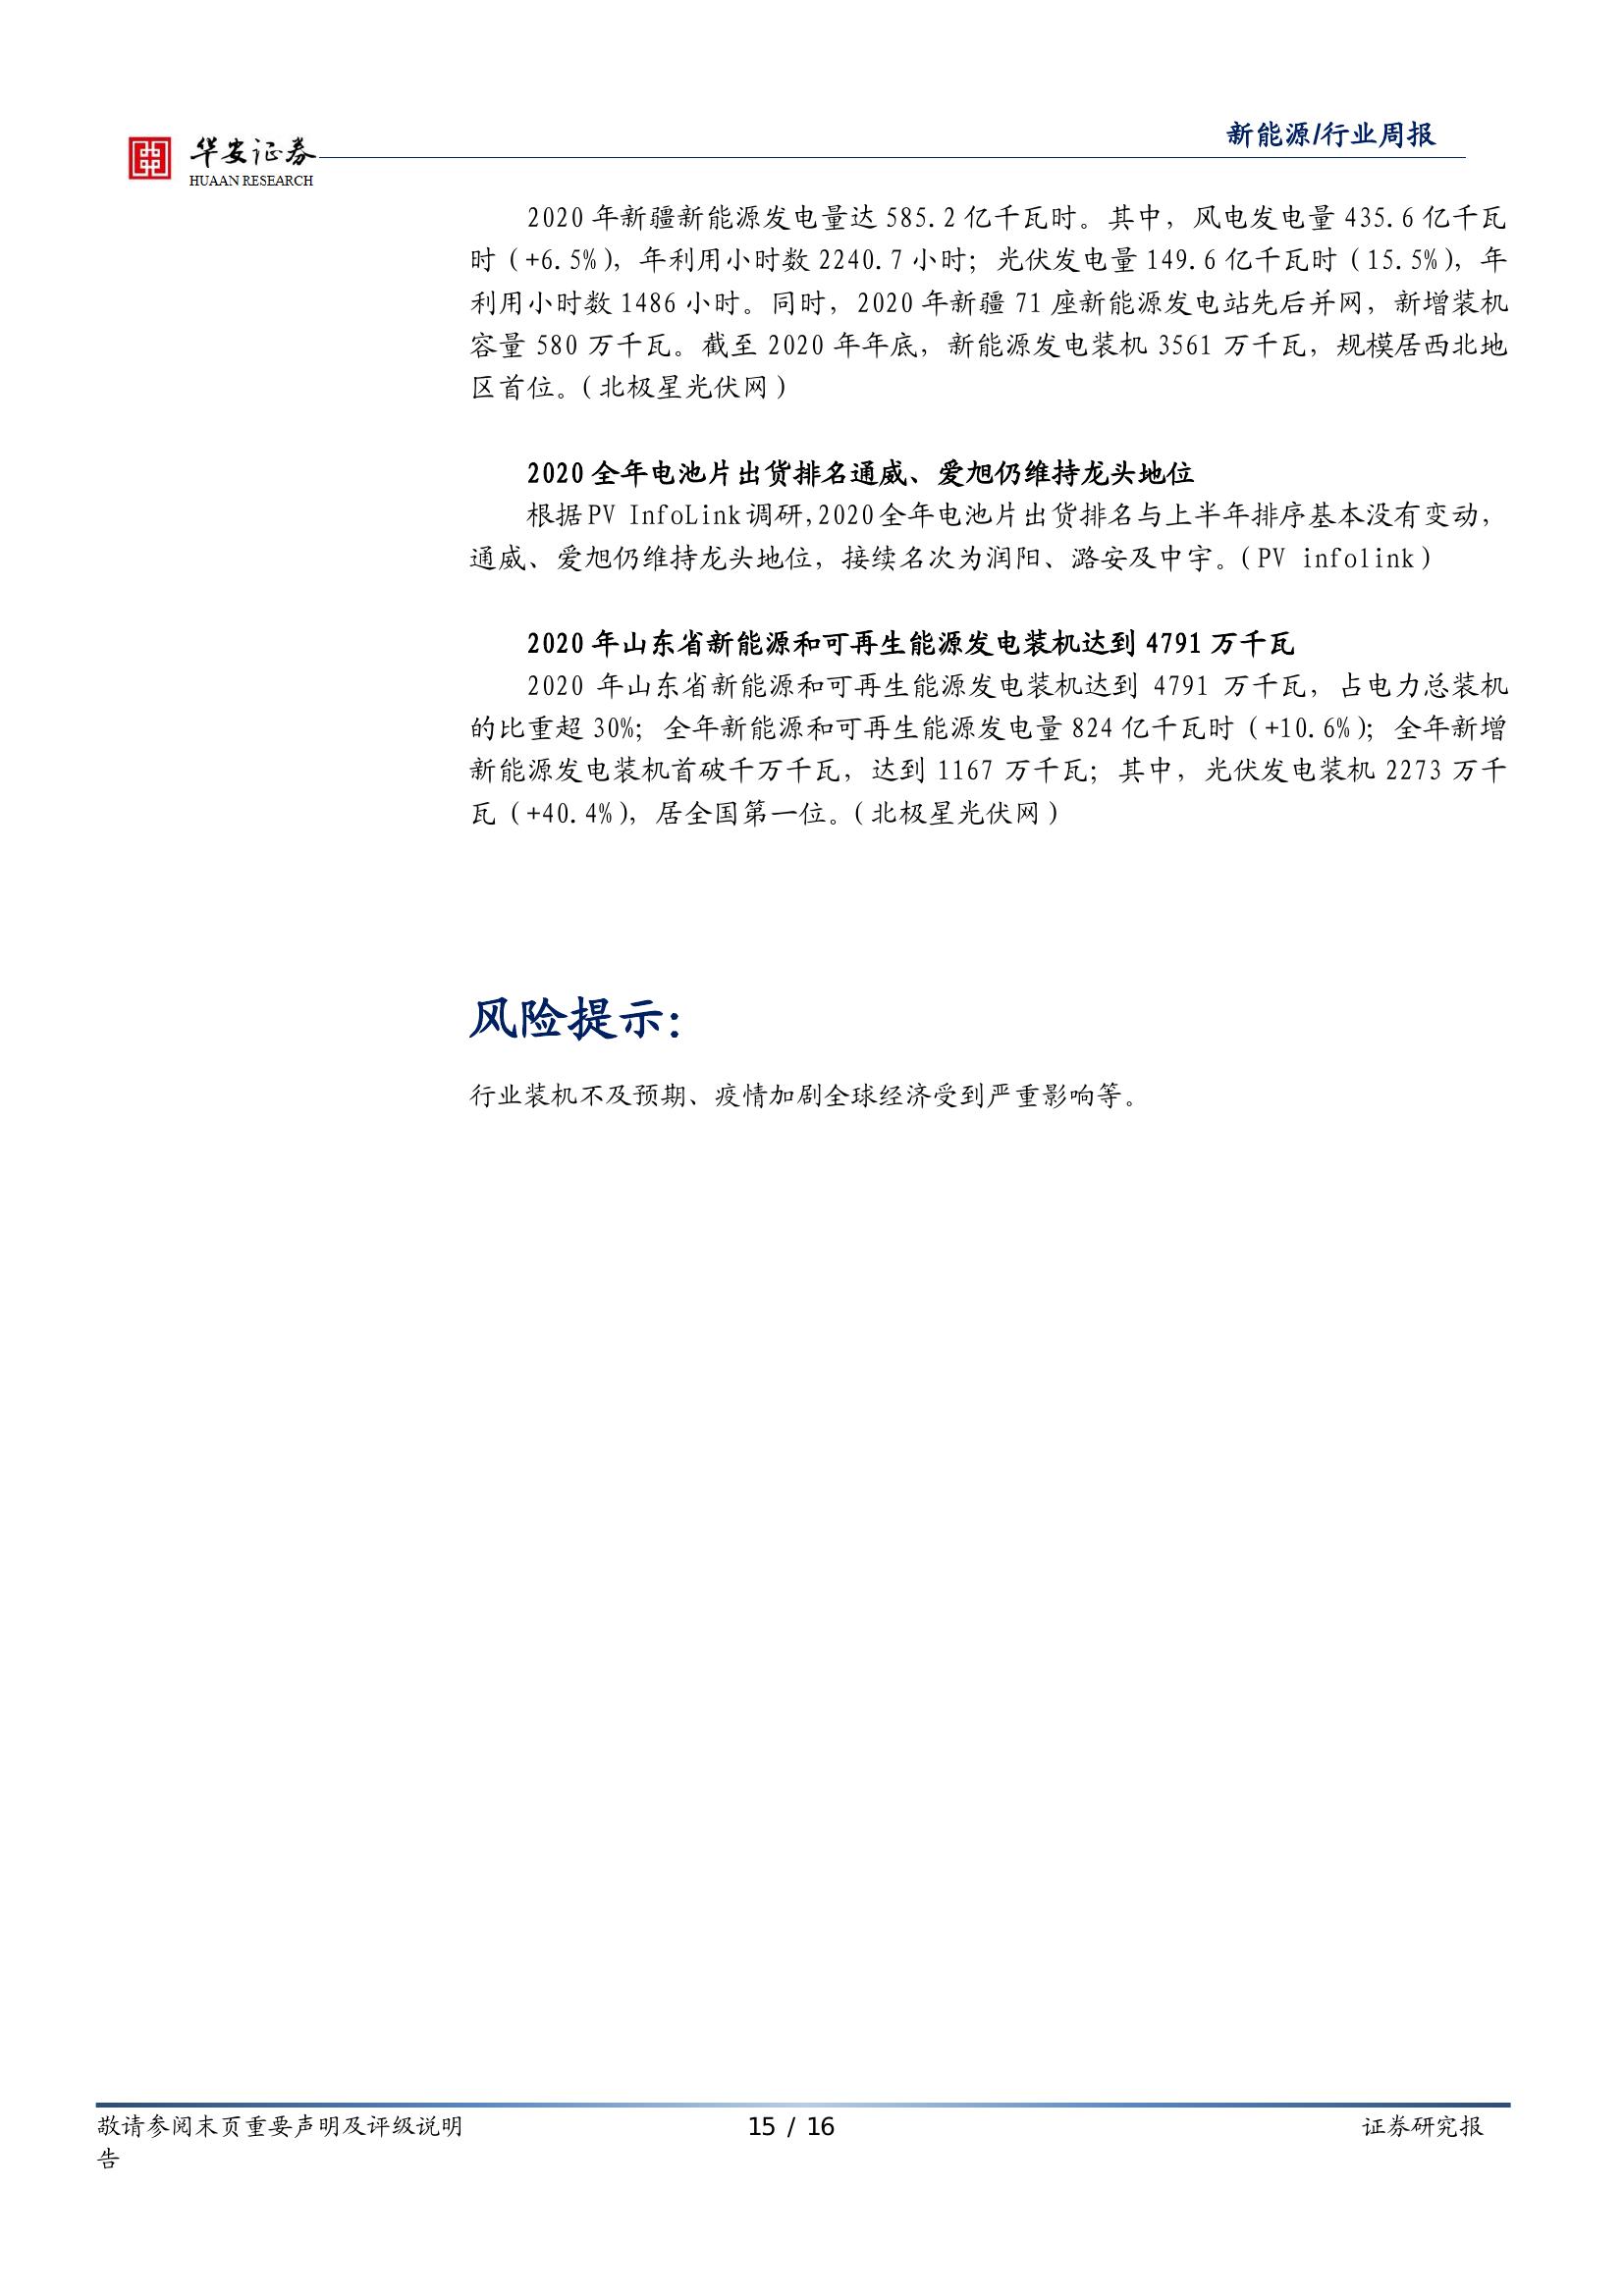 华安证券
HUAAN RESEARCH
新能源/行业周报
2020 年新疆新能源发电量达 585.2 亿千瓦时。其中，风电发电量 435.6 亿千瓦
时（+6.5%），年利用小时数 2240.7 小时；光伏发电量 149.6 亿千瓦时（15.5%），年
利用小时数 1486 小时。同时，2020 年新疆 71 座新能源发电站先后并网，新增装机
容量 580 万千瓦。截至 2020 年年底，新能源发电装机 3561 万千瓦，规模居西北地
区首位。（北极星光伏网）
2020 全年电池片出货排名通威、爱旭仍维持龙头地位
根据 PV InfoLink 调研，2020 全年电池片出货排名与上半年排序基本没有变动，
通威、爱旭仍维持龙头地位，接续名次为润阳、潞安及中宇。（PV infolink）
2020 年山东省新能源和可再生能源发电装机达到 4791 万千瓦
2020 年山东省新能源和可再生能源发电装机达到 4791 万千瓦，占电力总装机
的比重超 30%；全年新能源和可再生能源发电量 824 亿千瓦时（+10.6%）；全年新增
新能源发电装机首破千万千瓦，达到 1167 万千瓦；其中，光伏发电装机 2273 万千
瓦（+40.4%），居全国第一位。（北极星光伏网）
风险提示：
行业装机不及预期、疫情加剧全球经济受到严重影响等。
敬请参阅末页重要声明及评级说明 15 / 16 证券研究报
告